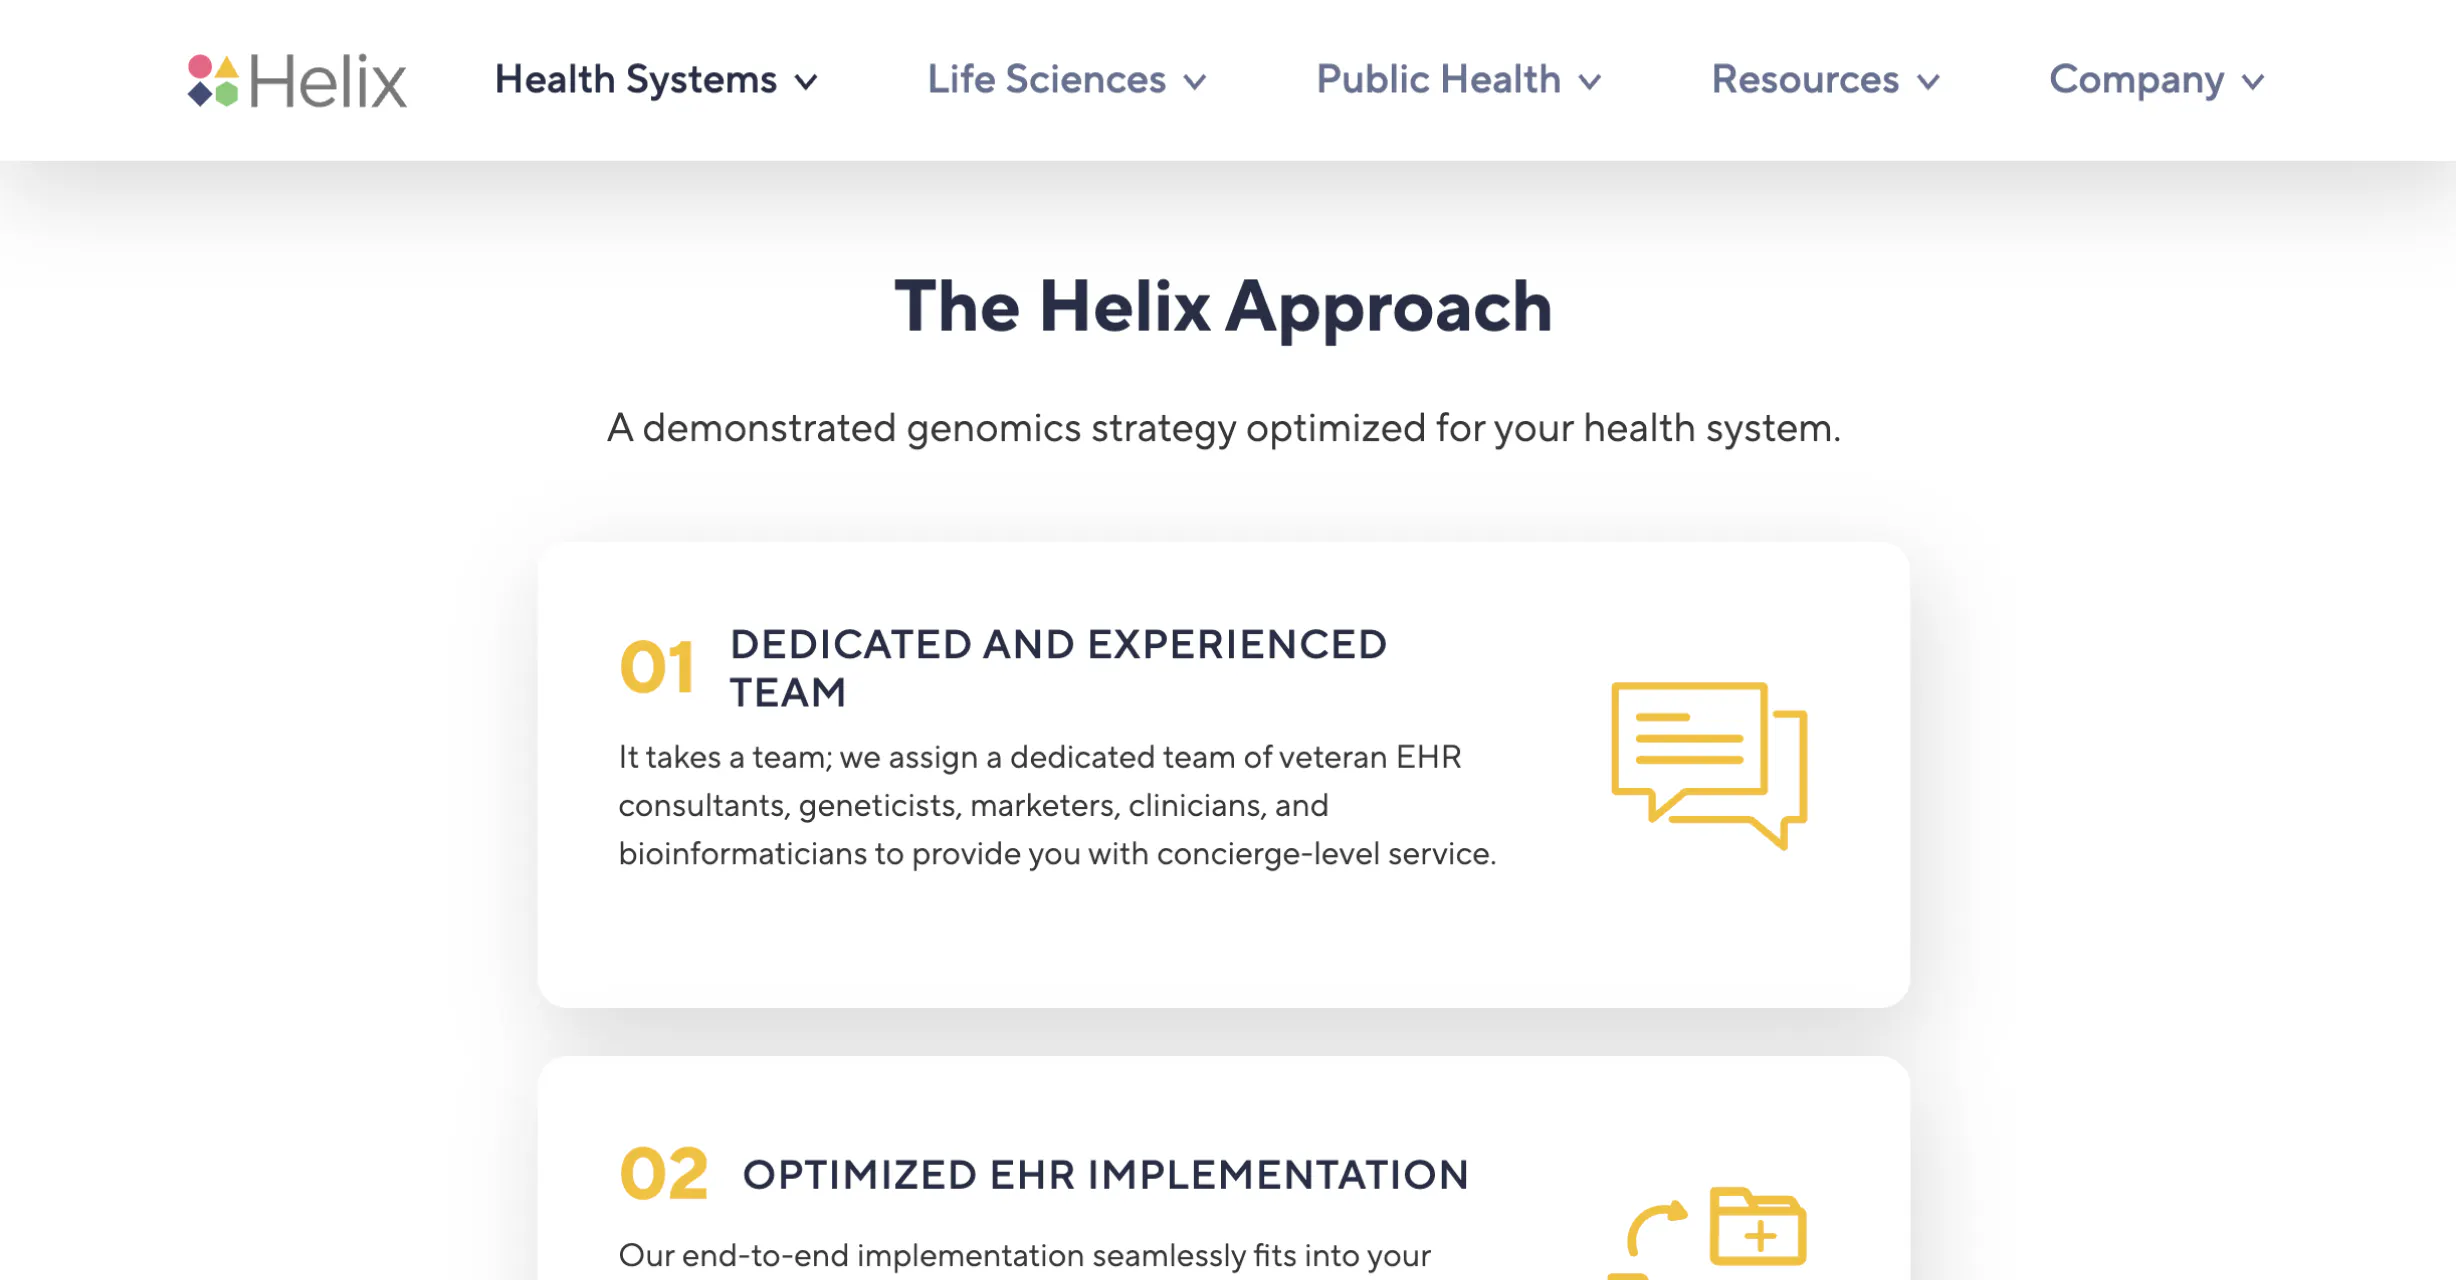 Helix
Health Systems
Life Sciences
Public Health
Resources
Company
The Helix Approach
A demonstrated genomics strategy optimized for your health system.
01
DEDICATED AND EXPERIENCED
TEAM
It takes a team; we assign a dedicated team of veteran EHR
consultants, geneticists, marketers, clinicians, and
bioinformaticians to provide you with concierge-level service.
02
OPTIMIZED EHR IMPLEMENTATION
Our end-to-end implementation seamlessly fits into your